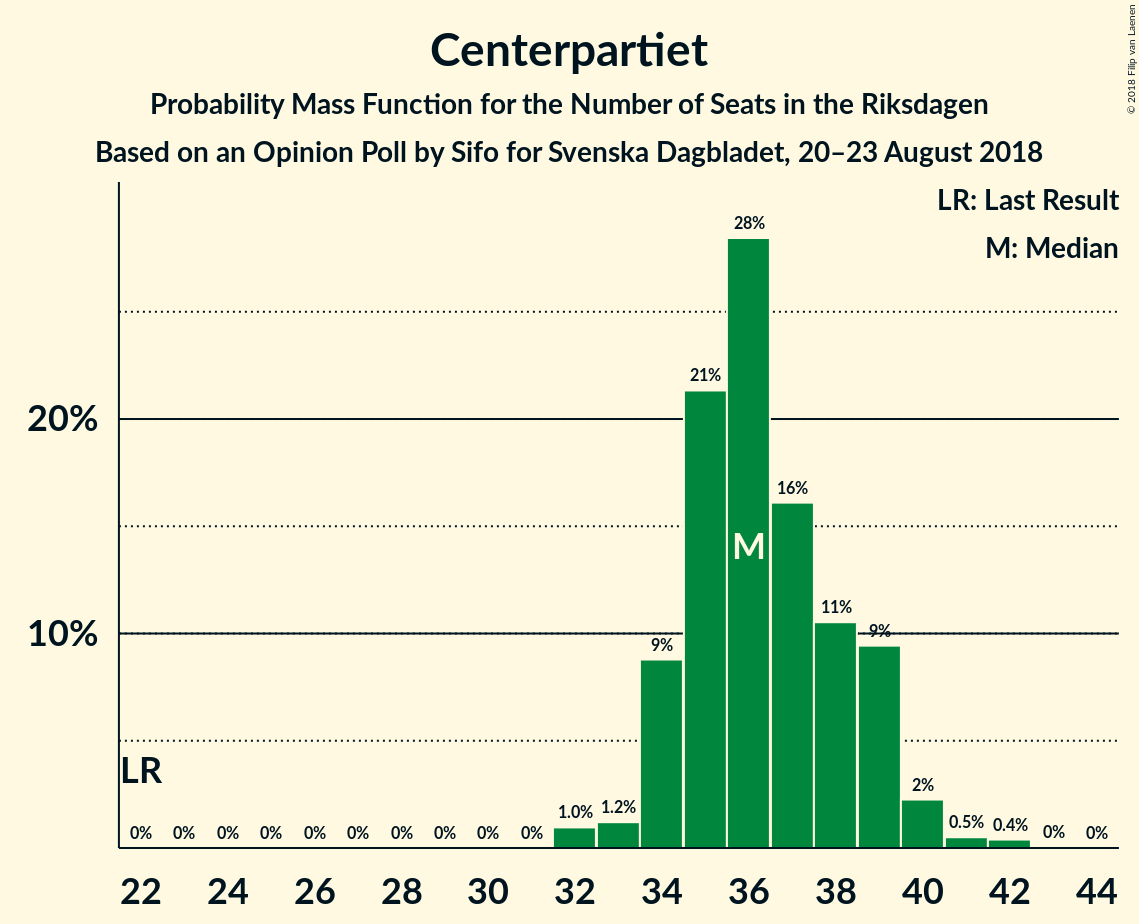 © 2018 Filip van Laenen
Centerpartiet
Probability Mass Function for the Number of Seats in the Riksdagen
Based on an Opinion Poll by Sifo for Svenska Dagbladet, 20–23 August 2018
LR: Last Result
M: Median
28%
21%
20%
16%
M
11%
10%
9%
9%
LR
2%
1.0%
1.2%
0.5%
0.4%
0% 0% 0% 0% 0% 0% 0% 0% 0% 0% 0% 0%
22 24 26 28 30 32 34 36 38 40 42 44